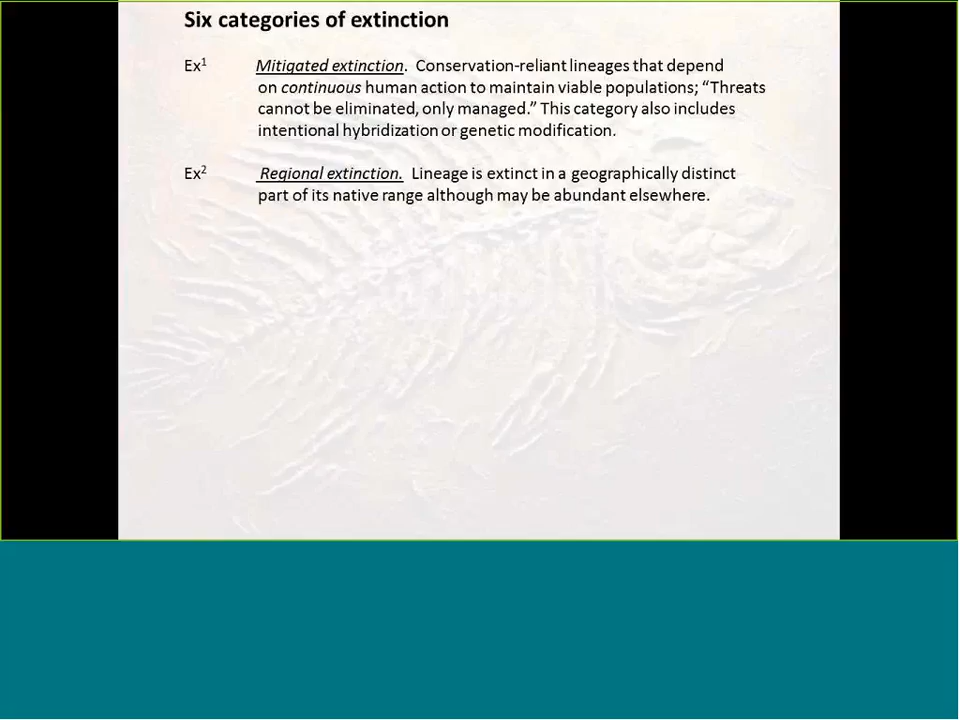 Six categories of extinction
Ex¹ Mitigated extinction. Conservation-reliant lineages that depend
on continuous human action to maintain viable populations; “Threats
cannot be eliminated, only managed.” This category also includes
intentional hybridization or genetic modification.
Ex² Regional extinction. Lineage is extinct in a geographically distinct
part of its native range although may be abundant elsewhere.